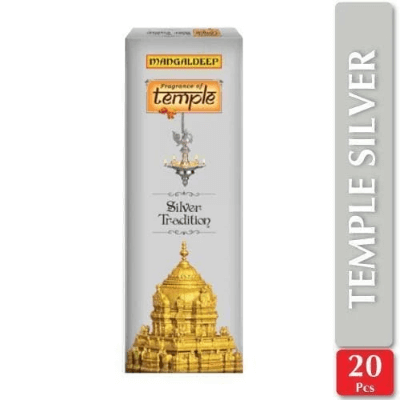 MANGALDEEP
Fragrance of
temple
Silver
Tradition
TEMPLE SILVER
20
Pcs